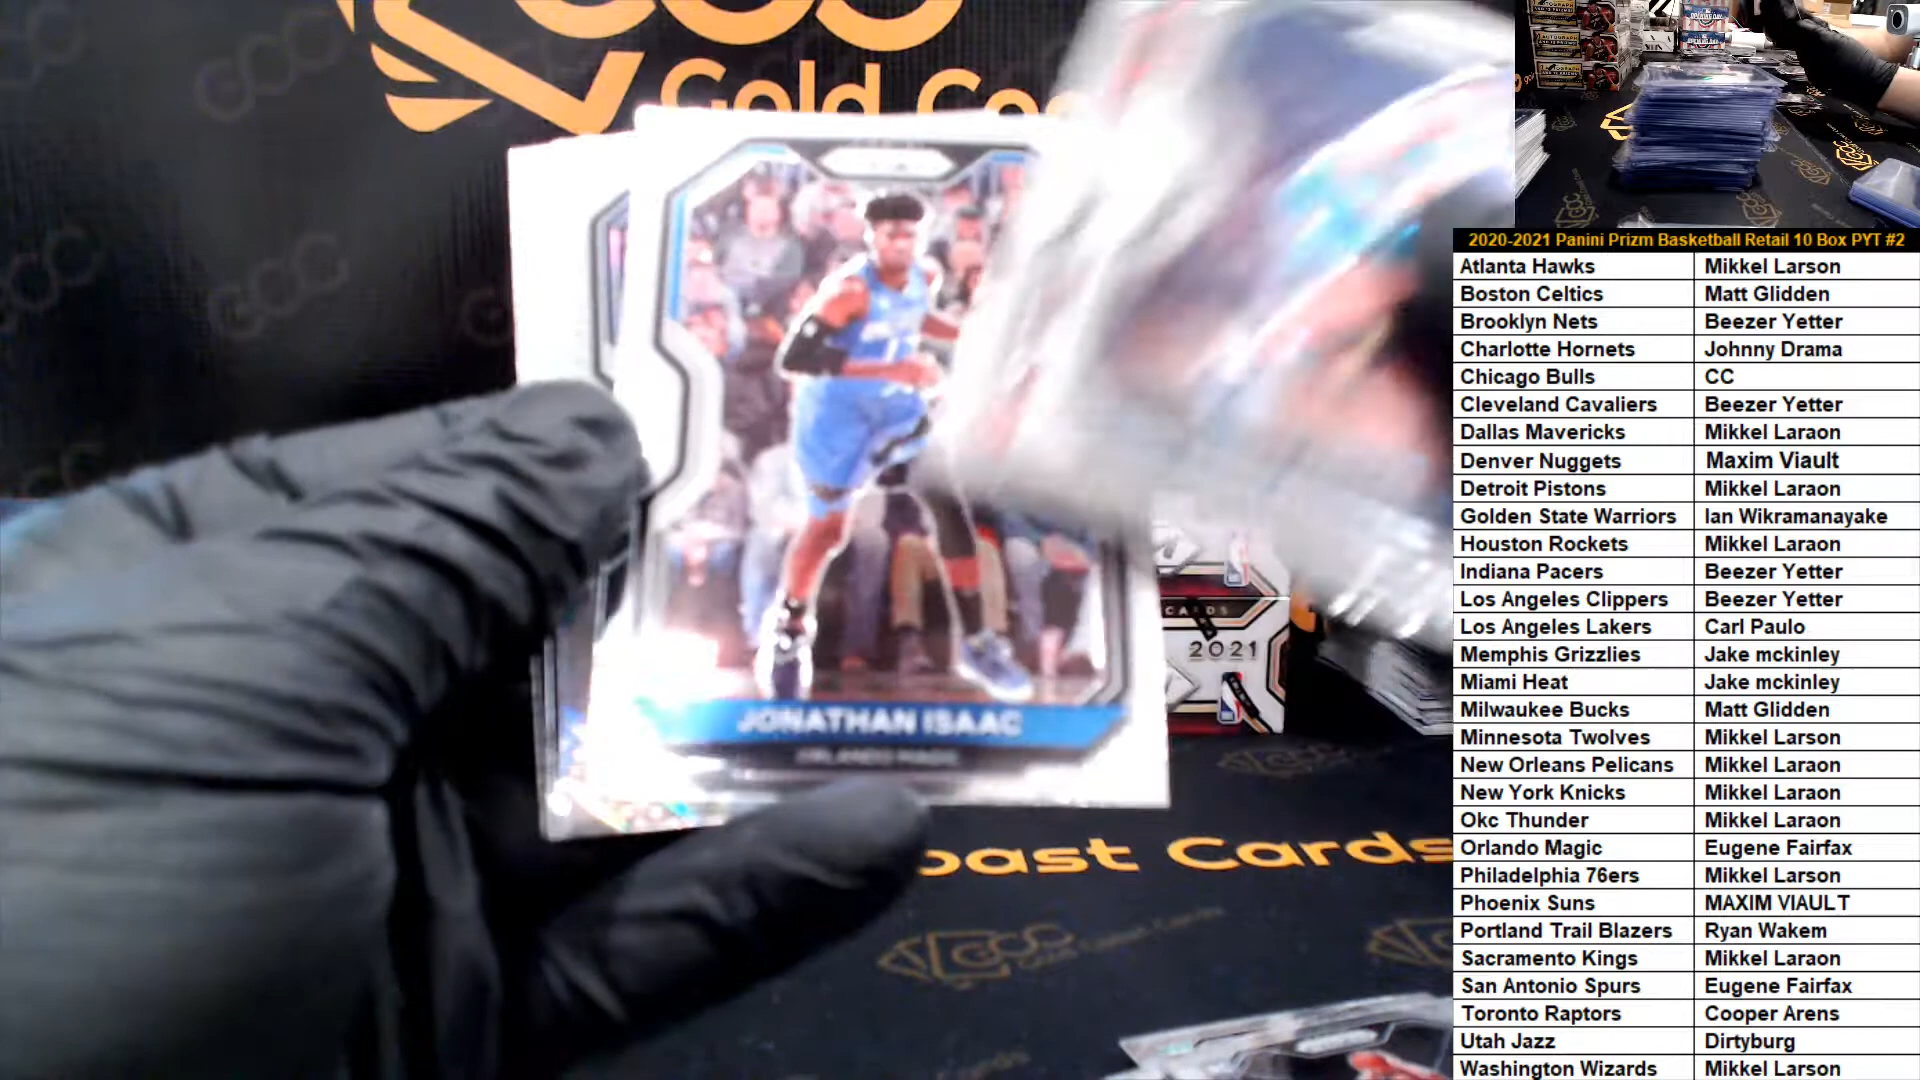 Gold Co
JONATHAN ISAAC
ORLANDO MAGIC
CARDS
2021
oast Cards
GCC
2020-2021 Panini Prizm Basketball Retail 10 Box PYT #2
Atlanta Hawks Mikkel Larson
Boston Celtics Matt Glidden
Brooklyn Nets Beezer Yetter
Charlotte Hornets Johnny Drama
Chicago Bulls CC
Cleveland Cavaliers Beezer Yetter
Dallas Mavericks Mikkel Laraon
Denver Nuggets Maxim Viault
Detroit Pistons Mikkel Laraon
Golden State Warriors Ian Wikramanayake
Houston Rockets Mikkel Laraon
Indiana Pacers Beezer Yetter
Los Angeles Clippers Beezer Yetter
Los Angeles Lakers Carl Paulo
Memphis Grizzlies Jake mckinley
Miami Heat Jake mckinley
Milwaukee Bucks Matt Glidden
Minnesota Twolves Mikkel Larson
New Orleans Pelicans Mikkel Laraon
New York Knicks Mikkel Laraon
Okc Thunder Mikkel Laraon
Orlando Magic Eugene Fairfax
Philadelphia 76ers Mikkel Larson
Phoenix Suns MAXIM VIAULT
Portland Trail Blazers Ryan Wakem
Sacramento Kings Mikkel Laraon
San Antonio Spurs Eugene Fairfax
Toronto Raptors Cooper Arens
Utah Jazz Dirtyburg
Washington Wizards Mikkel Larson